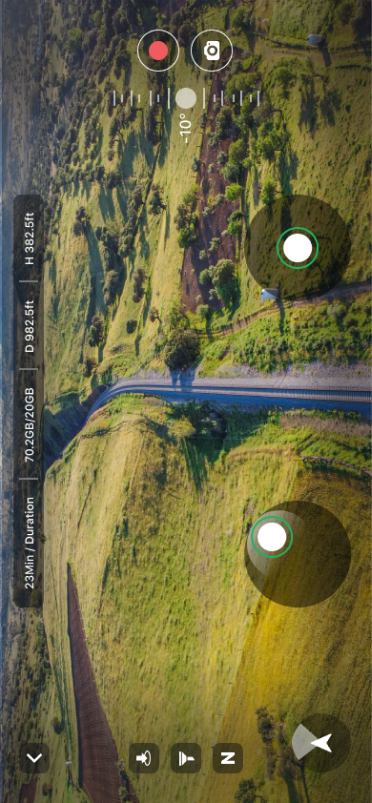 23Min / Duration
70.2GB/20GB
D 982.5ft
H 382.5ft
-10°
N